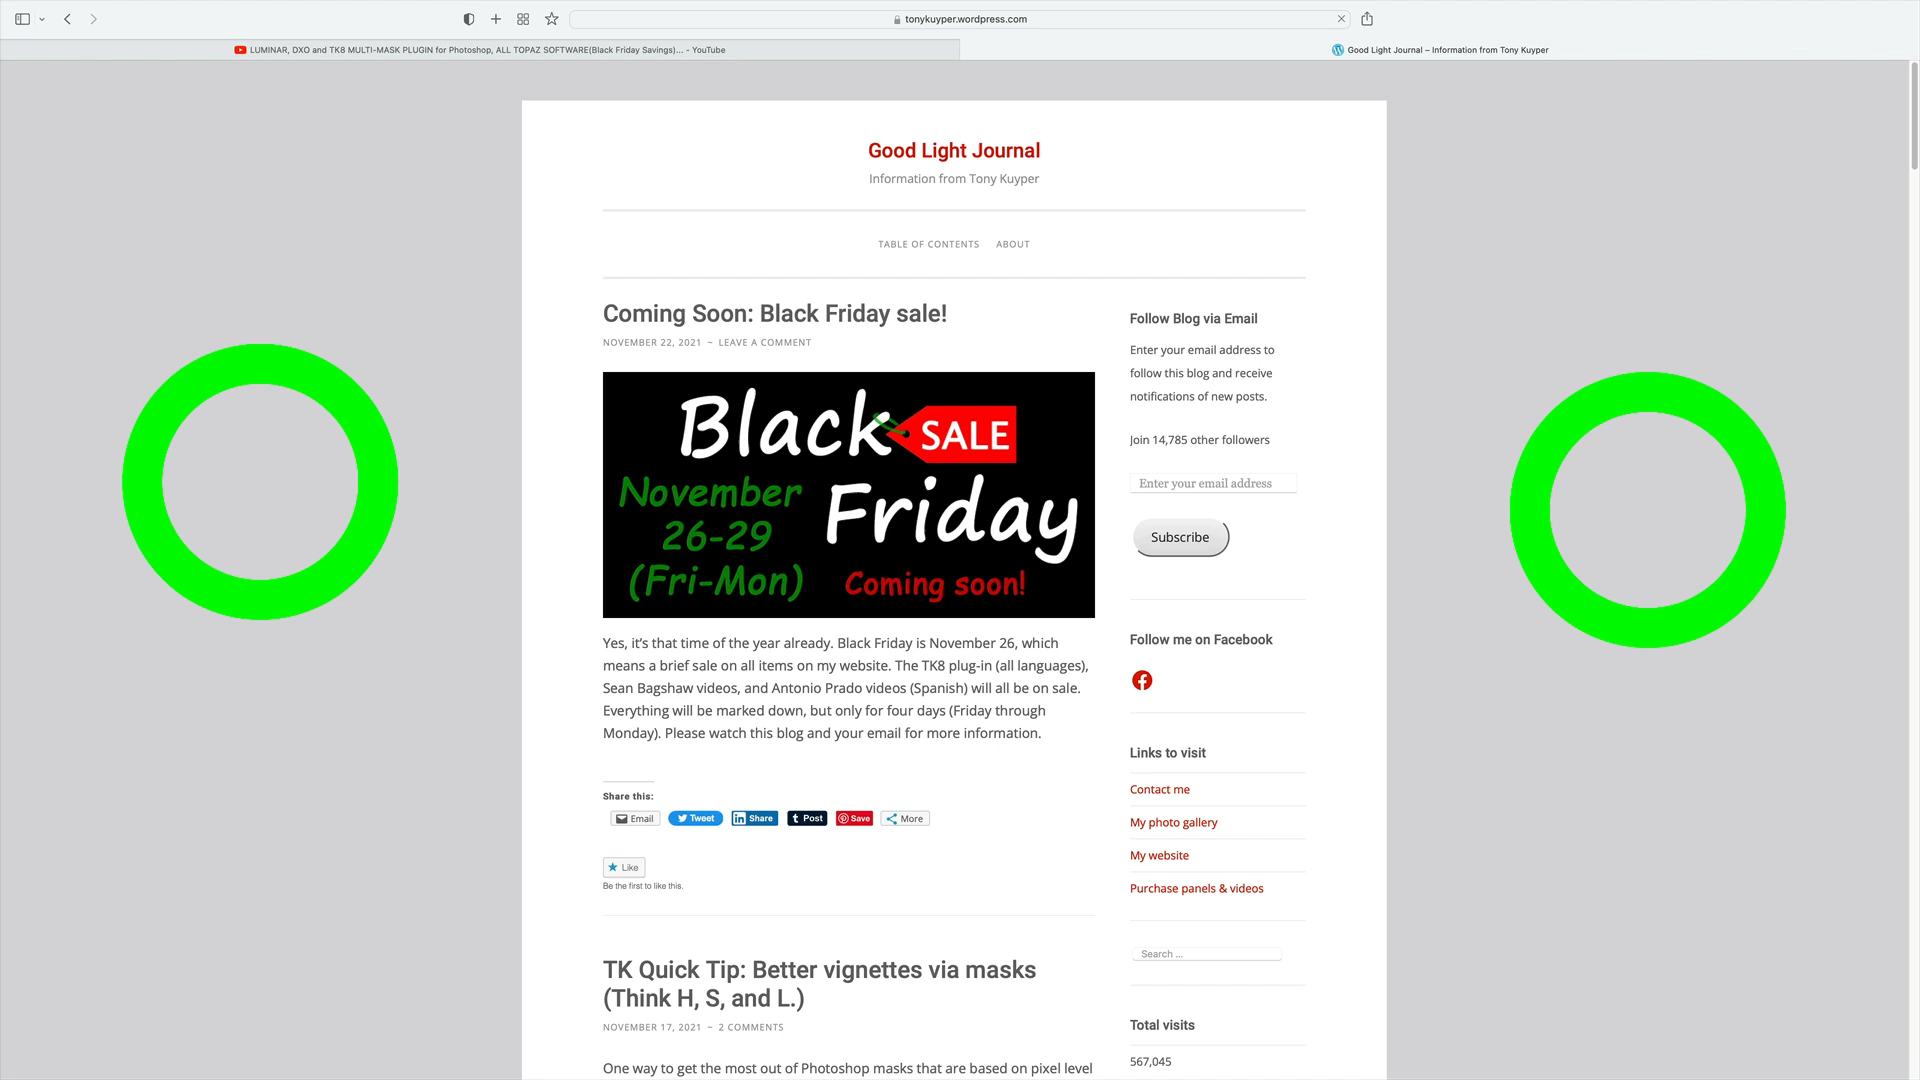 tonykuyper.wordpress.com
LUMINAR, DXO and TK8 MULTI-MASK PLUGIN for Photoshop, ALL TOPAZ SOFTWARE(Black Friday Savings)... - YouTube
Good Light Journal – Information from Tony Kuyper
Good Light Journal
Information from Tony Kuyper
TABLE OF CONTENTS ABOUT
Coming Soon: Black Friday sale!
NOVEMBER 22, 2021 ~ LEAVE A COMMENT
Black SALE
Friday
November
26-29
(Fri-Mon)
Coming soon!
Yes, it’s that time of the year already. Black Friday is November 26, which
means a brief sale on all items on my website. The TK8 plug-in (all languages),
Sean Bagshaw videos, and Antonio Prado videos (Spanish) will all be on sale.
Everything will be marked down, but only for four days (Friday through
Monday). Please watch this blog and your email for more information.
Share this:
Email Tweet in Share t Post Save More
Like
Be the first to like this.
TK Quick Tip: Better vignettes via masks
(Think H, S, and L.)
NOVEMBER 17, 2021 ~ 2 COMMENTS
One way to get the most out of Photoshop masks that are based on pixel level
Follow Blog via Email
Enter your email address to
follow this blog and receive
notifications of new posts.
Join 14,785 other followers
Enter your email address
Subscribe
Follow me on Facebook
Links to visit
Contact me
My photo gallery
My website
Purchase panels & videos
Search ...
Total visits
567,045